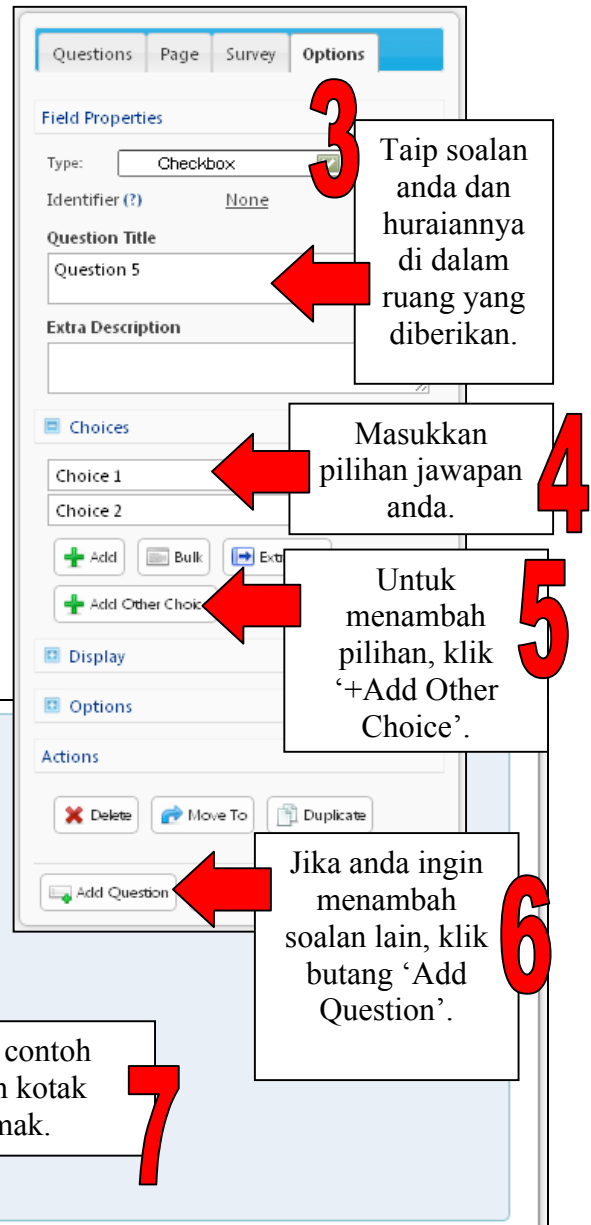 Questions Page Survey Options
3
Field Properties
Type: Checkbox
Identifier (?) None
Question Title
Question 5
Extra Description
Taip soalan
anda dan
huraiannya
di dalam
ruang yang
diberikan.
Choices
Choice 1
Choice 2
Masukkan
pilihan jawapan
anda.
4
Add Bulk
Add Other
Untuk
menambah
pilihan, klik
‘+Add Other
Choice’.
5
Display
Options
Actions
Delete Move To Duplicate
Add Question
Jika anda ingin
menambah
soalan lain, klik
butang ‘Add
Question’.
6
contoh
kotak
7